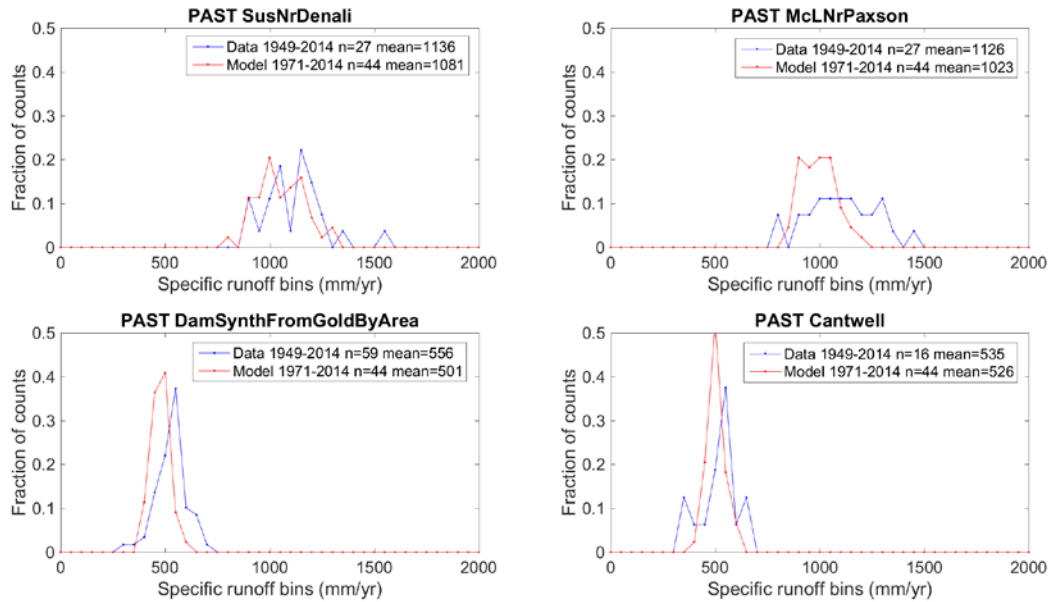 PAST SusNrDenali
Data 1949-2014 n=27 mean=1136
Model 1971-2014 n=44 mean=1081
Fraction of counts
0.5
0.4
0.3
0.2
0.1
0
0 500 1000 1500 2000
Specific runoff bins (mm/yr)
PAST McLNrPaxson
Data 1949-2014 n=27 mean=1126
Model 1971-2014 n=44 mean=1023
Fraction of counts
0.5
0.4
0.3
0.2
0.1
0
0 500 1000 1500 2000
Specific runoff bins (mm/yr)
PAST DamSynthFromGoldByArea
Data 1949-2014 n=59 mean=556
Model 1971-2014 n=44 mean=501
Fraction of counts
0.5
0.4
0.3
0.2
0.1
0
0 500 1000 1500 2000
Specific runoff bins (mm/yr)
PAST Cantwell
Data 1949-2014 n=16 mean=535
Model 1971-2014 n=44 mean=526
Fraction of counts
0.5
0.4
0.3
0.2
0.1
0
0 500 1000 1500 2000
Specific runoff bins (mm/yr)